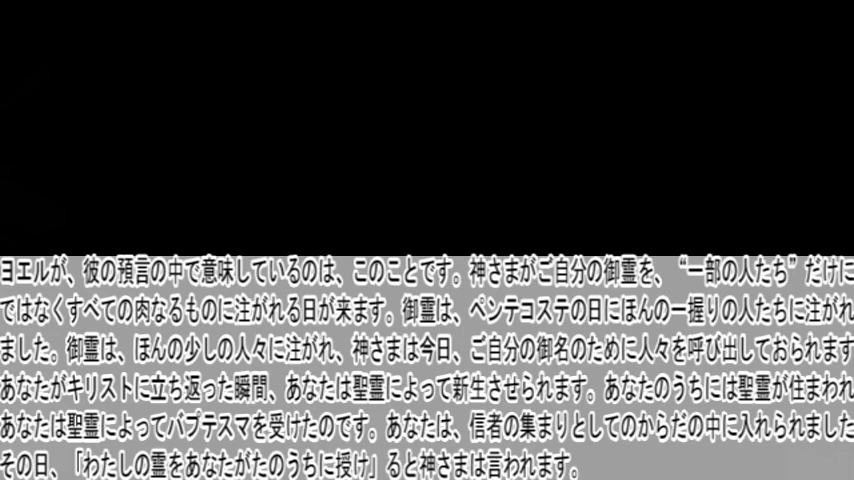 ヨエルが、彼の預言の中で意味しているのは、このことです。神さまがご自分の御霊を、“一部の人たち”だけに
ではなくすべての肉なるものに注がれる日が来ます。御霊は、ペンテコステの日にほんの一握りの人たちに注がれ
ました。御霊は、ほんの少しの人々に注がれ、神さまは今日、ご自分の御名のために人々を呼び出しておられます
あなたがキリストに立ち返った瞬間、あなたは聖霊によって新生させられます。あなたのうちには聖霊が住まわれ
あなたは聖霊によってバプテスマを受けたのです。あなたは、信者の集まりとしてのからだの中に入れられました
その日、「わたしの霊をあなたがたのうちに授け」ると神さまは言われます。